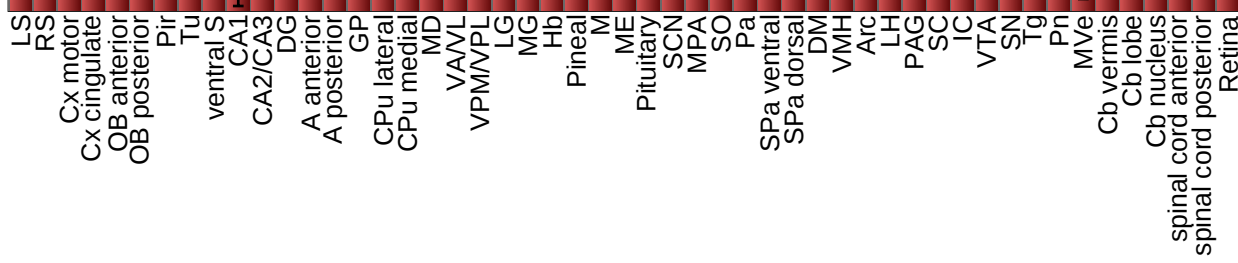 LS
RS
Cx motor
Cx cingulate
OB anterior
OB posterior
Pir
Tu
ventral S
CA1
CA2/CA3
DG
A anterior
A posterior
GP
CPu lateral
CPu medial
MD
VA/VL
VPM/VPL
LG
MG
Hb
Pineal
M
ME
Pituitary
SCN
MPA
SO
Pa
SPa ventral
SPa dorsal
DM
VMH
Arc
LH
PAG
SC
IC
VTA
SN
Tg
Pn
MVe
Cb vermis
Cb lobe
Cb nucleus
spinal cord anterior
spinal cord posterior
Retina